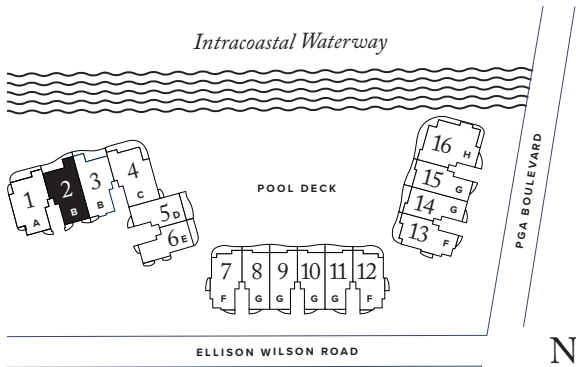 Intracoastal Waterway
1
A
2
B
3
B
4
C
5 D
6 E
POOL DECK
16 H
15 G
14 G
13 F
PGA BOULEVARD
7 8 9 10 11 12
F G G G G F
ELLISON WILSON ROAD
N